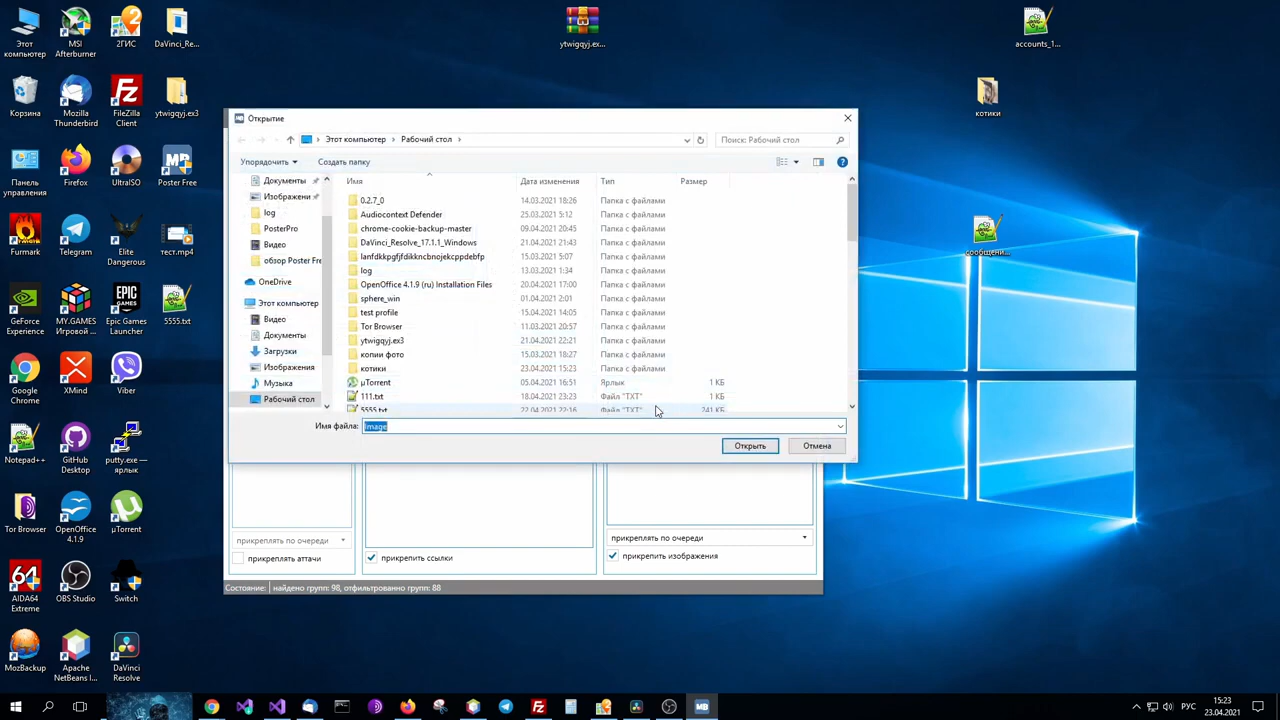 Этот компьютер
MSI Afterburner
2ГИС
DaVinci_Re...
ytwigqyj.ex...
accounts_1...
Корзина
Mozilla Thunderbird
FileZilla Client
ytwigqyj.ex3
котики
Панель управления
Firefox
UltraISO
Poster Free
Furmark
Telegram
Elite Dangerous
тест.mp4
сообщени...
GeForce Experience
MY.GAMES Игровой ...
Epic Games Launcher
5555.txt
Google Chrome
XMind
Viber
Notepad++
GitHub Desktop
putty.exe — ярлык
Tor Browser
OpenOffice 4.1.9
µTorrent
AIDA64 Extreme
OBS Studio
Switch
MozBackup
Apache NetBeans I...
DaVinci Resolve
Открытие
Этот компьютер
Рабочий стол
Поиск: Рабочий стол
Упорядочить
Создать папку
Документы
Изображени
log
PosterPro
Видео
обзор Poster Fre
OneDrive
Этот компьютер
Видео
Документы
Загрузки
Изображения
Музыка
Рабочий стол
Имя Дата изменения Тип Размер
0.2.7_0 14.03.2021 18:26 Папка с файлами
Audiocontext Defender 25.03.2021 5:12 Папка с файлами
chrome-cookie-backup-master 09.04.2021 20:45 Папка с файлами
DaVinci_Resolve_17.1.1_Windows 21.04.2021 21:43 Папка с файлами
lanfdkkpgfjfdikkncbnojekcppdebfp 15.03.2021 5:07 Папка с файлами
log 13.03.2021 1:34 Папка с файлами
OpenOffice 4.1.9 (ru) Installation Files 20.04.2021 17:00 Папка с файлами
sphere_win 01.04.2021 2:01 Папка с файлами
test profile 15.04.2021 14:05 Папка с файлами
Tor Browser 11.03.2021 20:57 Папка с файлами
ytwigqyj.ex3 21.04.2021 22:21 Папка с файлами
копии фото 15.03.2021 18:27 Папка с файлами
котики 23.04.2021 15:23 Папка с файлами
µTorrent 05.04.2021 16:51 Ярлык 1 КБ
111.txt 18.04.2021 23:23 Файл "TXT" 1 КБ
5555.txt 22.04.2021 22:16 Файл "TXT" 241 КБ
Имя файла: Image
Открыть
Отмена
прикреплять по очереди
прикреплять аттачи
прикрепить ссылки
прикреплять по очереди
прикрепить изображения
Состояние: найдено групп: 98, отфильтровано групп: 88
РУС
15:23
23.04.2021